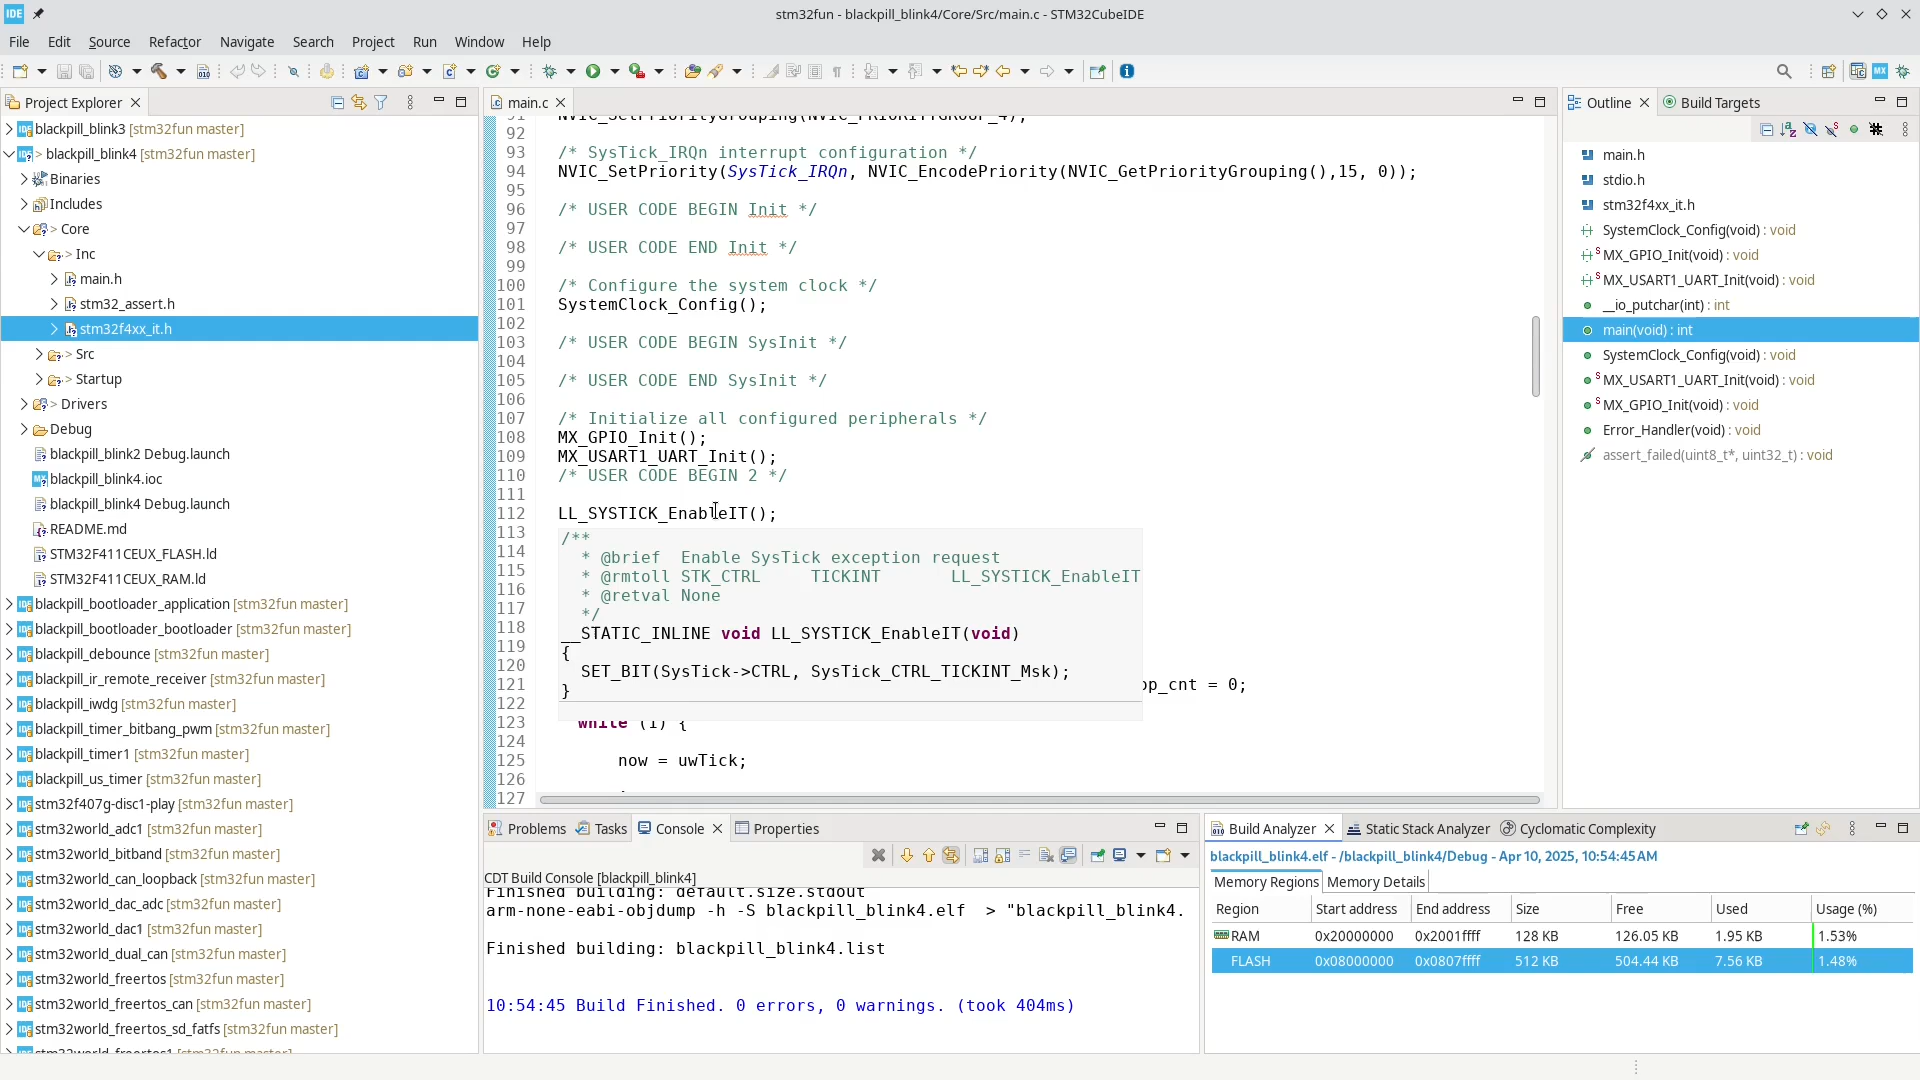 IDE
stm32fun - blackpill_blink4/Core/Src/main.c - STM32CubeIDE
File Edit Source Refactor Navigate Search Project Run Window Help
Project Explorer
blackpill_blink3 [stm32fun master]
> blackpill_blink4 [stm32fun master]
Binaries
Includes
> Core
> Inc
main.h
stm32_assert.h
stm32f4xx_it.h
> Src
> Startup
> Drivers
Debug
blackpill_blink2 Debug.launch
blackpill_blink4.ioc
blackpill_blink4 Debug.launch
README.md
STM32F411CEUX_FLASH.ld
STM32F411CEUX_RAM.ld
blackpill_bootloader_application [stm32fun master]
blackpill_bootloader_bootloader [stm32fun master]
blackpill_debounce [stm32fun master]
blackpill_ir_remote_receiver [stm32fun master]
blackpill_iwdg [stm32fun master]
blackpill_timer_bitbang_pwm [stm32fun master]
blackpill_timer1 [stm32fun master]
blackpill_us_timer [stm32fun master]
stm32f407g-disc1-play [stm32fun master]
stm32world_adc1 [stm32fun master]
stm32world_bitband [stm32fun master]
stm32world_can_loopback [stm32fun master]
stm32world_dac_adc [stm32fun master]
stm32world_dac1 [stm32fun master]
stm32world_dual_can [stm32fun master]
stm32world_freertos [stm32fun master]
stm32world_freertos_can [stm32fun master]
stm32world_freertos_sd_fatfs [stm32fun master]
stm32world_freertos1 [stm32fun master]
main.c
91 NVIC_SetPriorityGrouping(NVIC_PRIORITYGROUP_4);
92
93 /* SysTick_IRQn interrupt configuration */
94 NVIC_SetPriority(SysTick_IRQn, NVIC_EncodePriority(NVIC_GetPriorityGrouping(),15, 0));
95
96 /* USER CODE BEGIN Init */
97
98 /* USER CODE END Init */
99
100 /* Configure the system clock */
101 SystemClock_Config();
102
103 /* USER CODE BEGIN SysInit */
104
105 /* USER CODE END SysInit */
106
107 /* Initialize all configured peripherals */
108 MX_GPIO_Init();
109 MX_USART1_UART_Init();
110 /* USER CODE BEGIN 2 */
111
112 LL_SYSTICK_EnableIT();
113
114
115
116
117
118
119
120
121 op_cnt = 0;
122
123 while (1) {
124
125 now = uwTick;
126
127
/**
* @brief Enable SysTick exception request
* @rmtoll STK_CTRL TICKINT LL_SYSTICK_EnableIT
* @retval None
*/
__STATIC_INLINE void LL_SYSTICK_EnableIT(void)
{
SET_BIT(SysTick->CTRL, SysTick_CTRL_TICKINT_Msk);
}
Outline Build Targets
main.h
stdio.h
stm32f4xx_it.h
SystemClock_Config(void) : void
MX_GPIO_Init(void) : void
MX_USART1_UART_Init(void) : void
__io_putchar(int) : int
main(void) : int
SystemClock_Config(void) : void
MX_USART1_UART_Init(void) : void
MX_GPIO_Init(void) : void
Error_Handler(void) : void
assert_failed(uint8_t*, uint32_t) : void
Problems Tasks Console Properties
CDT Build Console [blackpill_blink4]
Finished building: default.size.stdout
arm-none-eabi-objdump -h -S blackpill_blink4.elf > "blackpill_blink4.
Finished building: blackpill_blink4.list
10:54:45 Build Finished. 0 errors, 0 warnings. (took 404ms)
Build Analyzer Static Stack Analyzer Cyclomatic Complexity
blackpill_blink4.elf - /blackpill_blink4/Debug - Apr 10, 2025, 10:54:45 AM
Memory Regions Memory Details
Region Start address End address Size Free Used Usage (%)
RAM 0x20000000 0x2001ffff 128 KB 126.05 KB 1.95 KB 1.53%
FLASH 0x08000000 0x0807ffff 512 KB 504.44 KB 7.56 KB 1.48%